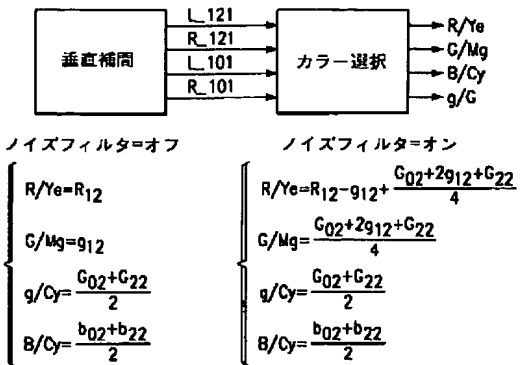 垂直補間
L_121
R_121
L_101
R_101
カラー選択
R/Ye
G/Mg
B/Cy
g/G
ノイズフィルター=オフ
R/Ye=R12
G/Mg=g12
g/Cy=G02+G22/2
B/Cy=b02+b22/2
ノイズフィルター=オン
R/Ye=R12-g12+G02+2g12+G22/4
G/Mg=G02+2g12+G22/4
g/Cy=G02+G22/2
B/Cy=b02+b22/2